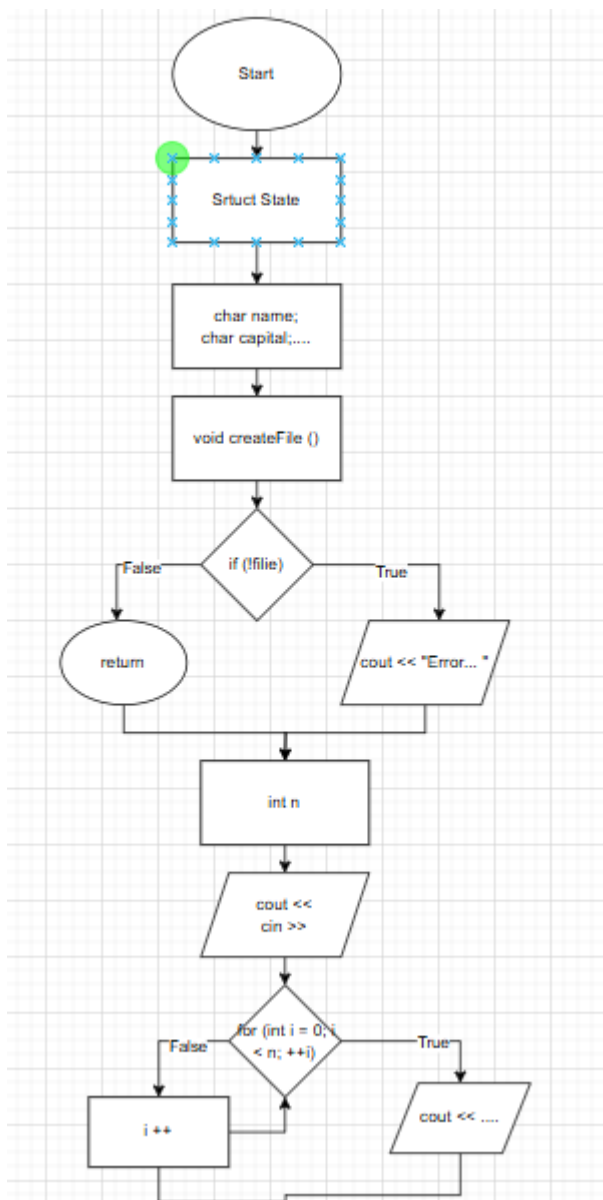 Start
Srtuct State
char name;
char capital;....
void createFile ()
if (!filie)
False
True
return
cout << "Error... "
int n
cout <<
cin >>
for (int i = 0; i
< n; ++i)
False
True
i ++
cout << ....